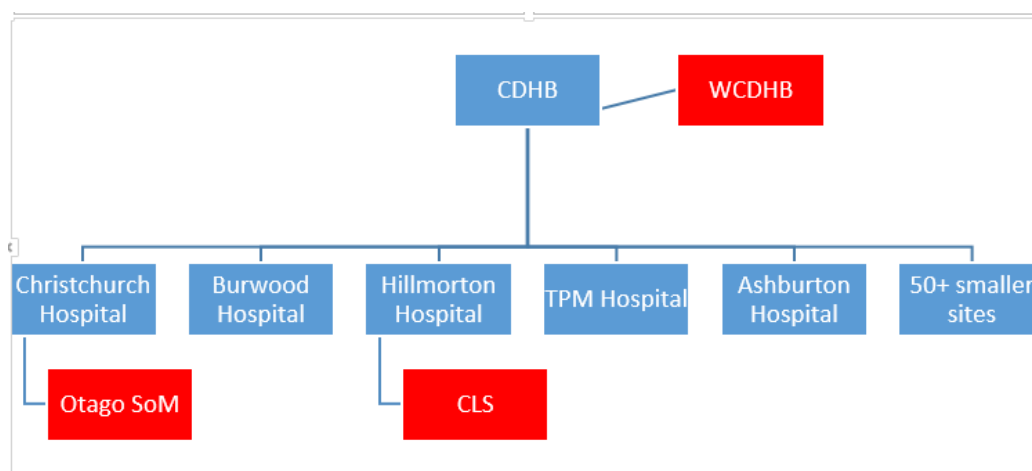 CDHB
WCDHB
Christchurch
Hospital
Burwood
Hospital
Hillmorton
Hospital
TPM Hospital
Ashburton
Hospital
50+ smaller
sites
Otago SoM
CLS